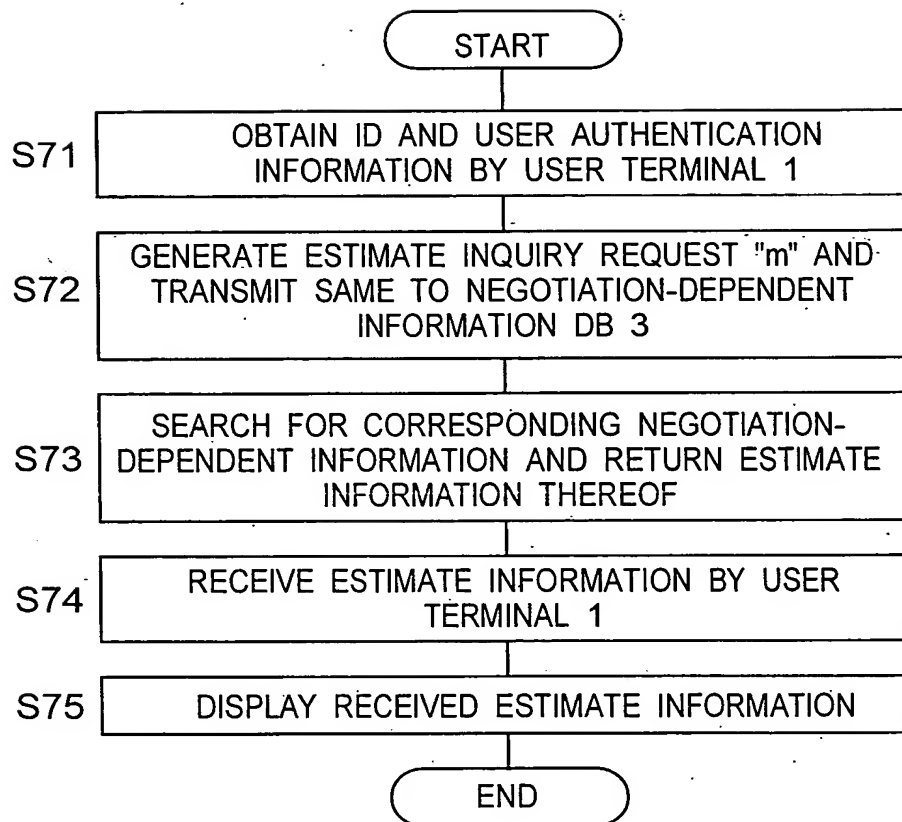 START
S71
OBTAIN ID AND USER AUTHENTICATION
INFORMATION BY USER TERMINAL 1
S72
GENERATE ESTIMATE INQUIRY REQUEST "m" AND
TRANSMIT SAME TO NEGOTIATION-DEPENDENT
INFORMATION DB 3
S73
SEARCH FOR CORRESPONDING NEGOTIATION-
DEPENDENT INFORMATION AND RETURN ESTIMATE
INFORMATION THEREOF
S74
RECEIVE ESTIMATE INFORMATION BY USER
TERMINAL 1
S75
DISPLAY RECEIVED ESTIMATE INFORMATION
END